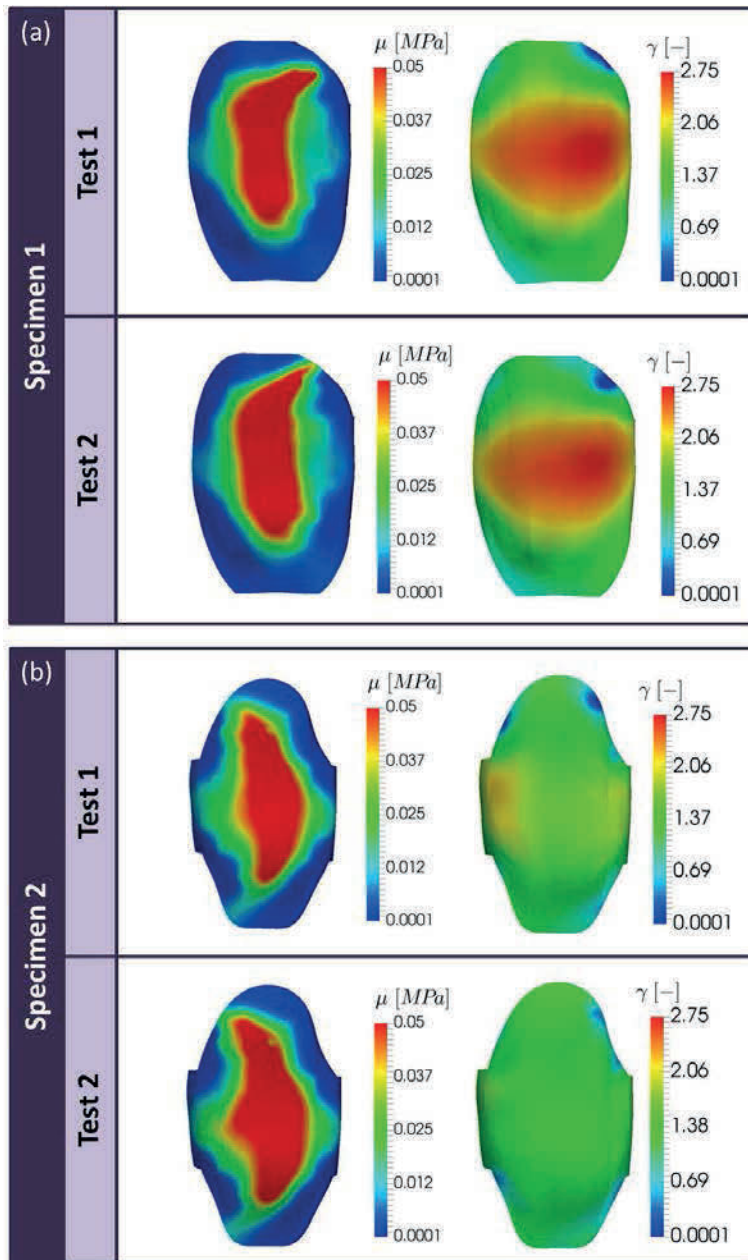 (a)
Specimen 1
Test 1
μ [MPa]
0.05
0.037
0.025
0.012
0.0001
γ [−]
2.75
2.06
1.37
0.69
0.0001
Test 2
μ [MPa]
0.05
0.037
0.025
0.012
0.0001
γ [−]
2.75
2.06
1.37
0.69
0.0001
(b)
Specimen 2
Test 1
μ [MPa]
0.05
0.037
0.025
0.012
0.0001
γ [−]
2.75
2.06
1.37
0.69
0.0001
Test 2
μ [MPa]
0.05
0.037
0.025
0.012
0.0001
γ [−]
2.75
2.06
1.38
0.69
0.0001